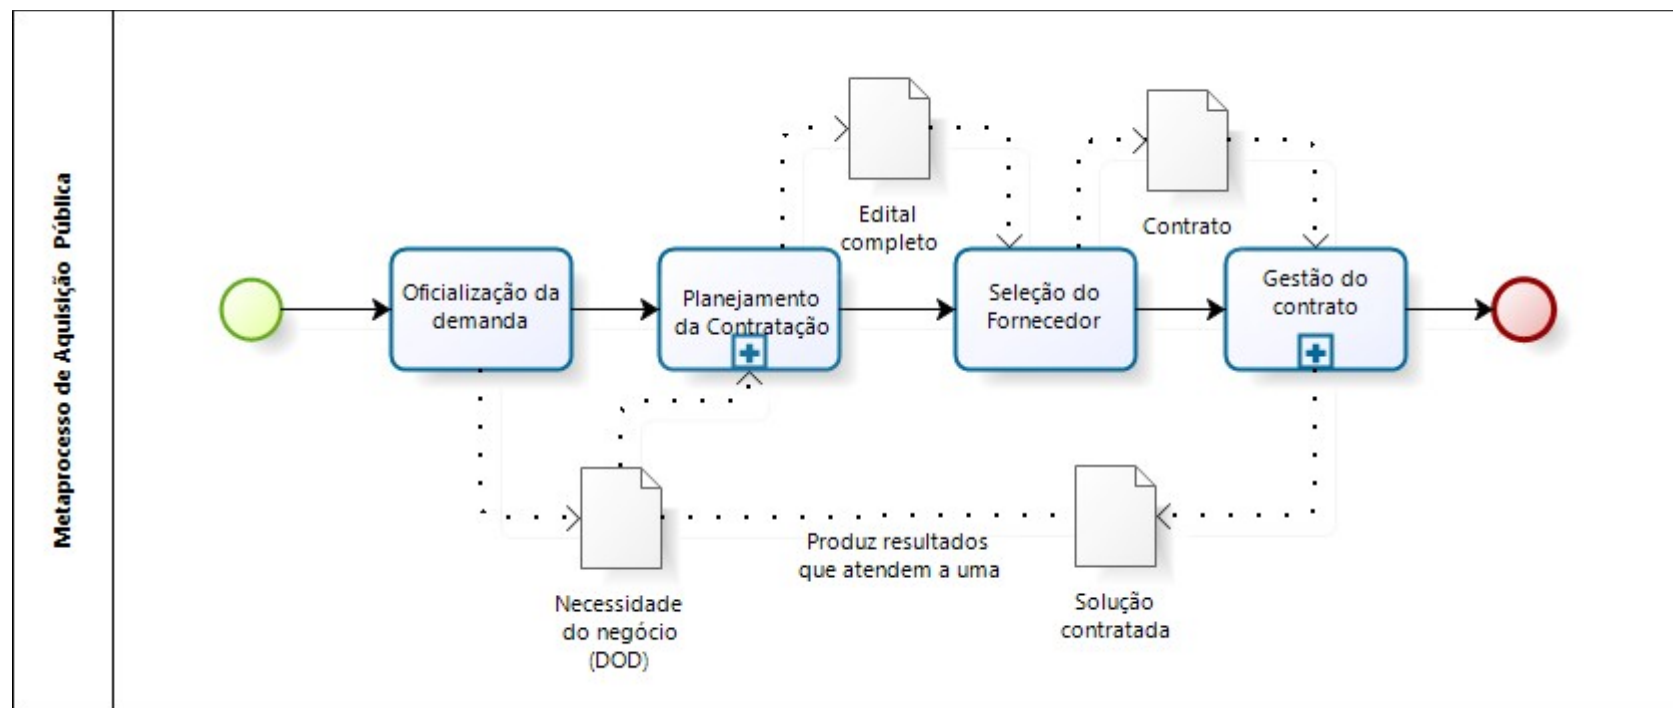 Metaprocesso de Aquisição Pública
Edital
completo
Contrato
Oficialização da
demanda
Planejamento
da Contratação
Seleção do
Fornecedor
Gestão do
contrato
Produz resultados
que atendem a uma
Necessidade
do negócio
(DOD)
Solução
contratada